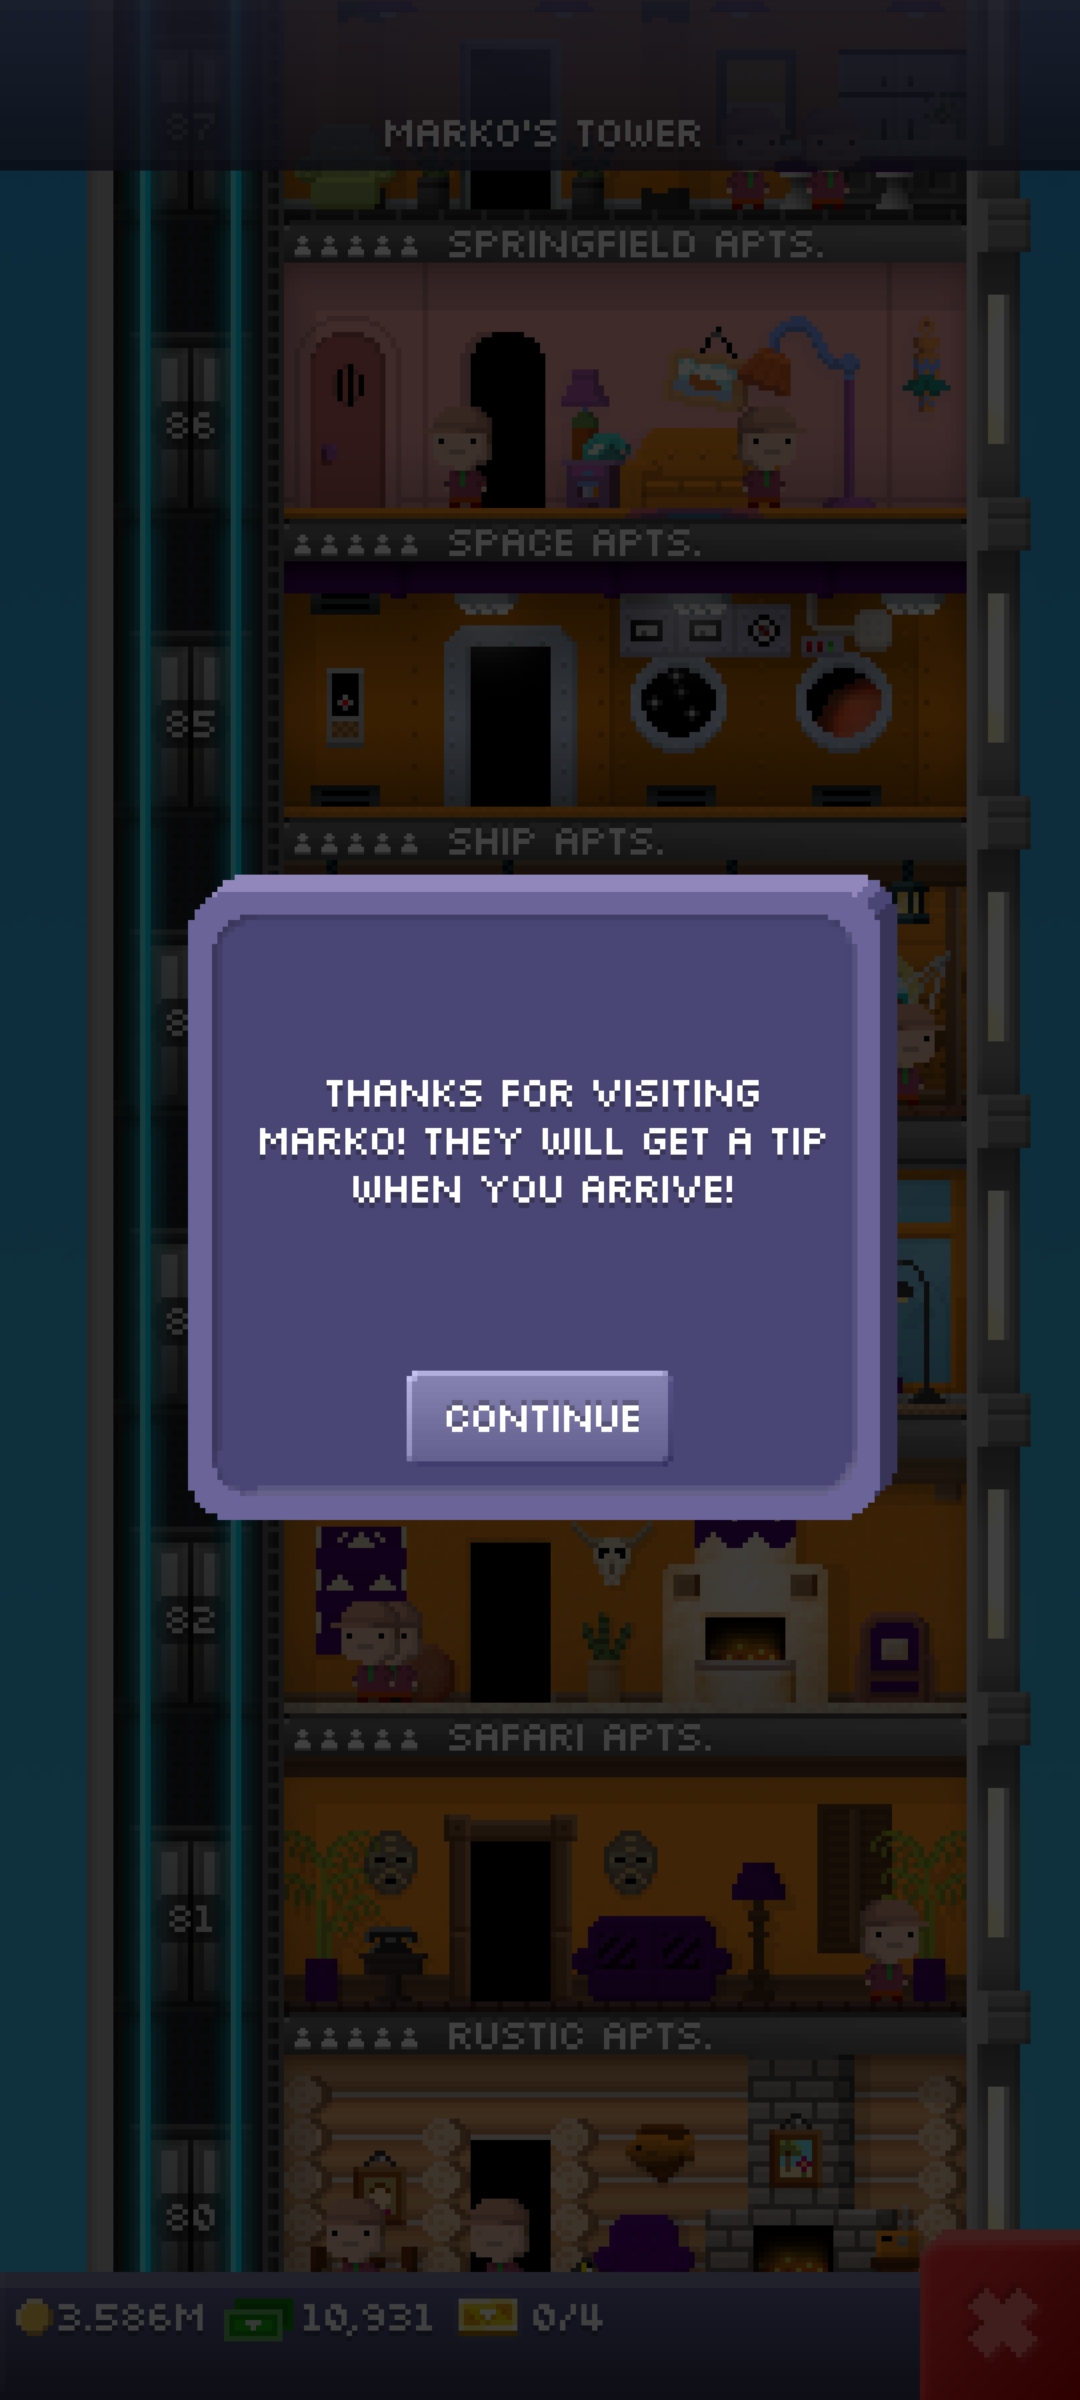 87
MARKO'S TOWER
SPRINGFIELD APTS.
86
SPACE APTS.
85
SHIP APTS.
THANKS FOR VISITING
MARKO! THEY WILL GET A TIP
WHEN YOU ARRIVE!
CONTINUE
82
SAFARI APTS.
81
RUSTIC APTS.
80
3.586M 10,931 0/4